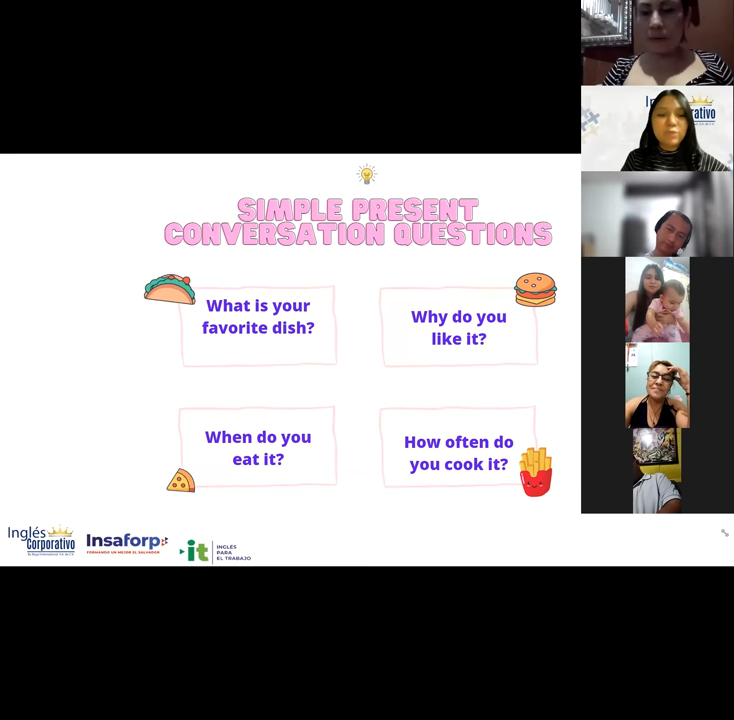 SIMPLE PRESENT
CONVERSATION QUESTIONS
What is your
favorite dish?
Why do you
like it?
When do you
eat it?
How often do
you cook it?
Inglés
Corporativo
Insaforp
FORMANDO UN MEJOR EL SALVADOR
it
INGLÉS
PARA
EL TRABAJO